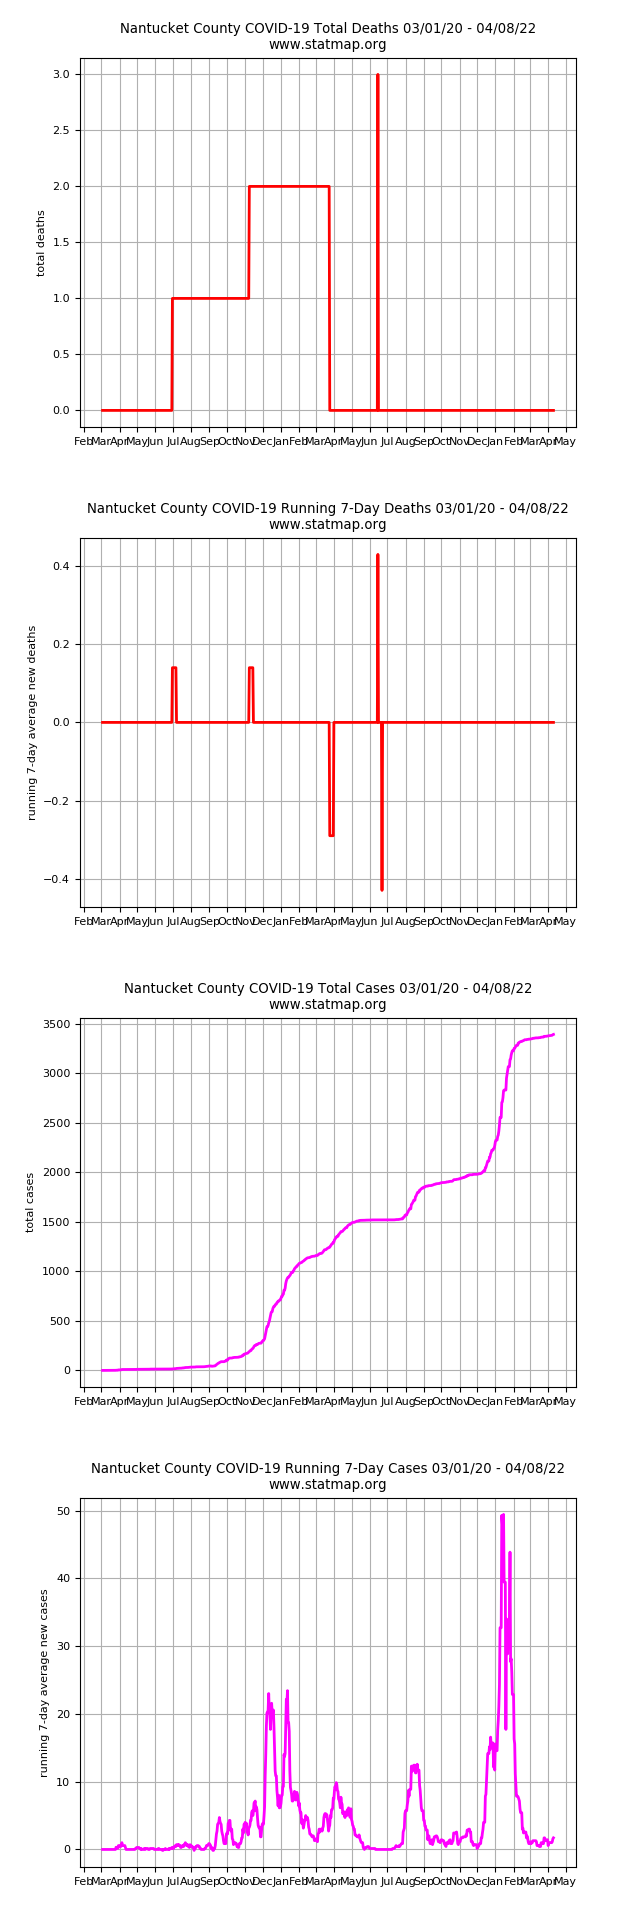 Nantucket County COVID-19 Total Deaths 03/01/20 - 04/08/22
www.statmap.org
3.0
2.5
2.0
1.5
1.0
0.5
0.0
total deaths
Feb Mar Apr May Jun Jul Aug Sep Oct Nov Dec Jan Feb Mar Apr May Jun Jul Aug Sep Oct Nov Dec Jan Feb Mar Apr May
Nantucket County COVID-19 Running 7-Day Deaths 03/01/20 - 04/08/22
www.statmap.org
0.4
0.2
0.0
−0.2
−0.4
running 7-day average new deaths
Feb Mar Apr May Jun Jul Aug Sep Oct Nov Dec Jan Feb Mar Apr May Jun Jul Aug Sep Oct Nov Dec Jan Feb Mar Apr May
Nantucket County COVID-19 Total Cases 03/01/20 - 04/08/22
www.statmap.org
3500
3000
2500
2000
1500
1000
500
0
total cases
Feb Mar Apr May Jun Jul Aug Sep Oct Nov Dec Jan Feb Mar Apr May Jun Jul Aug Sep Oct Nov Dec Jan Feb Mar Apr May
Nantucket County COVID-19 Running 7-Day Cases 03/01/20 - 04/08/22
www.statmap.org
50
40
30
20
10
0
running 7-day average new cases
Feb Mar Apr May Jun Jul Aug Sep Oct Nov Dec Jan Feb Mar Apr May Jun Jul Aug Sep Oct Nov Dec Jan Feb Mar Apr May